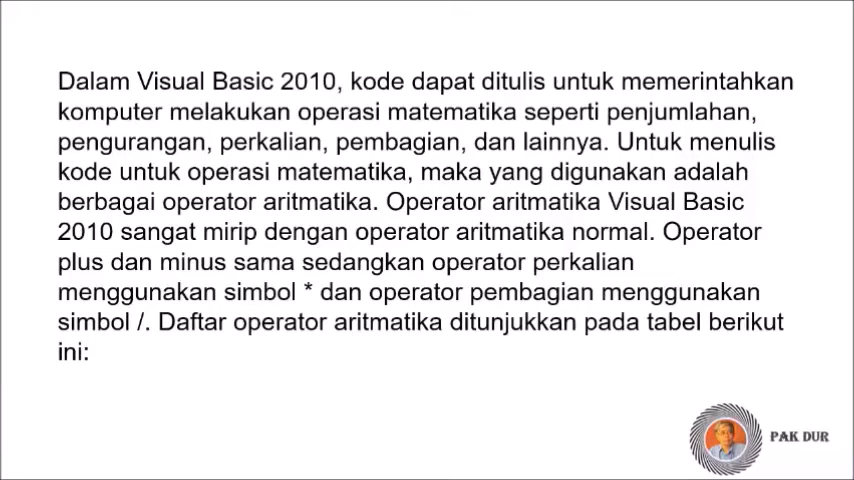 Dalam Visual Basic 2010, kode dapat ditulis untuk memerintahkan
komputer melakukan operasi matematika seperti penjumlahan,
pengurangan, perkalian, pembagian, dan lainnya. Untuk menulis
kode untuk operasi matematika, maka yang digunakan adalah
berbagai operator aritmatika. Operator aritmatika Visual Basic
2010 sangat mirip dengan operator aritmatika normal. Operator
plus dan minus sama sedangkan operator perkalian
menggunakan simbol * dan operator pembagian menggunakan
simbol /. Daftar operator aritmatika ditunjukkan pada tabel berikut
ini:
PAK DUR